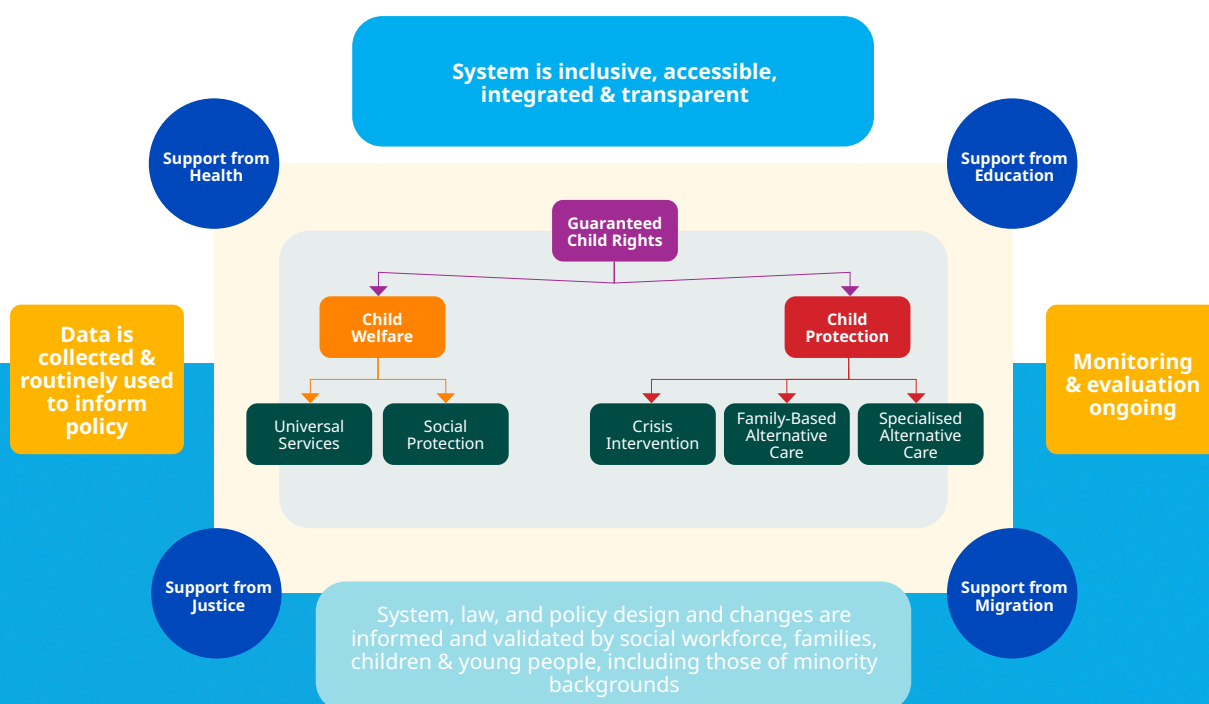 System is inclusive, accessible,
integrated & transparent
Support from
Health
Support from
Education
Guaranteed
Child Rights
Child
Welfare
Child
Protection
Data is
collected &
routinely used
to inform
policy
Monitoring
& evaluation
ongoing
Universal
Services
Social
Protection
Crisis
Intervention
Family-Based
Alternative
Care
Specialised
Alternative
Care
Support from
Justice
Support from
Migration
System, law, and policy design and changes are
informed and validated by social workforce, families,
children & young people, including those of minority
backgrounds